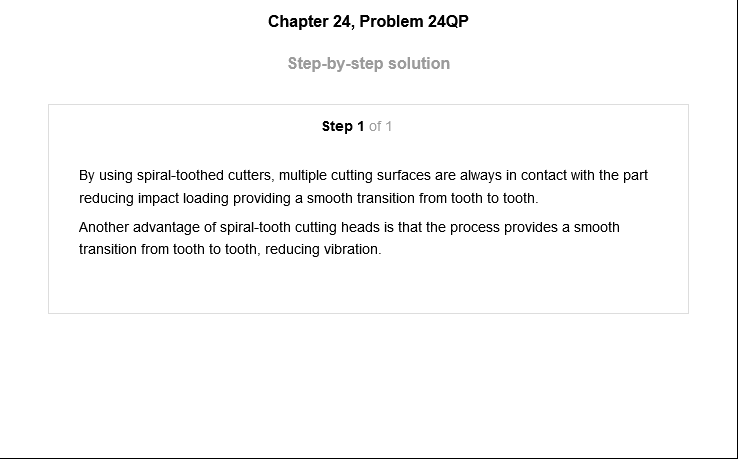 Chapter 24, Problem 24QP
Step-by-step solution
Step 1 of 1
By using spiral-toothed cutters, multiple cutting surfaces are always in contact with the part
reducing impact loading providing a smooth transition from tooth to tooth.
Another advantage of spiral-tooth cutting heads is that the process provides a smooth
transition from tooth to tooth, reducing vibration.